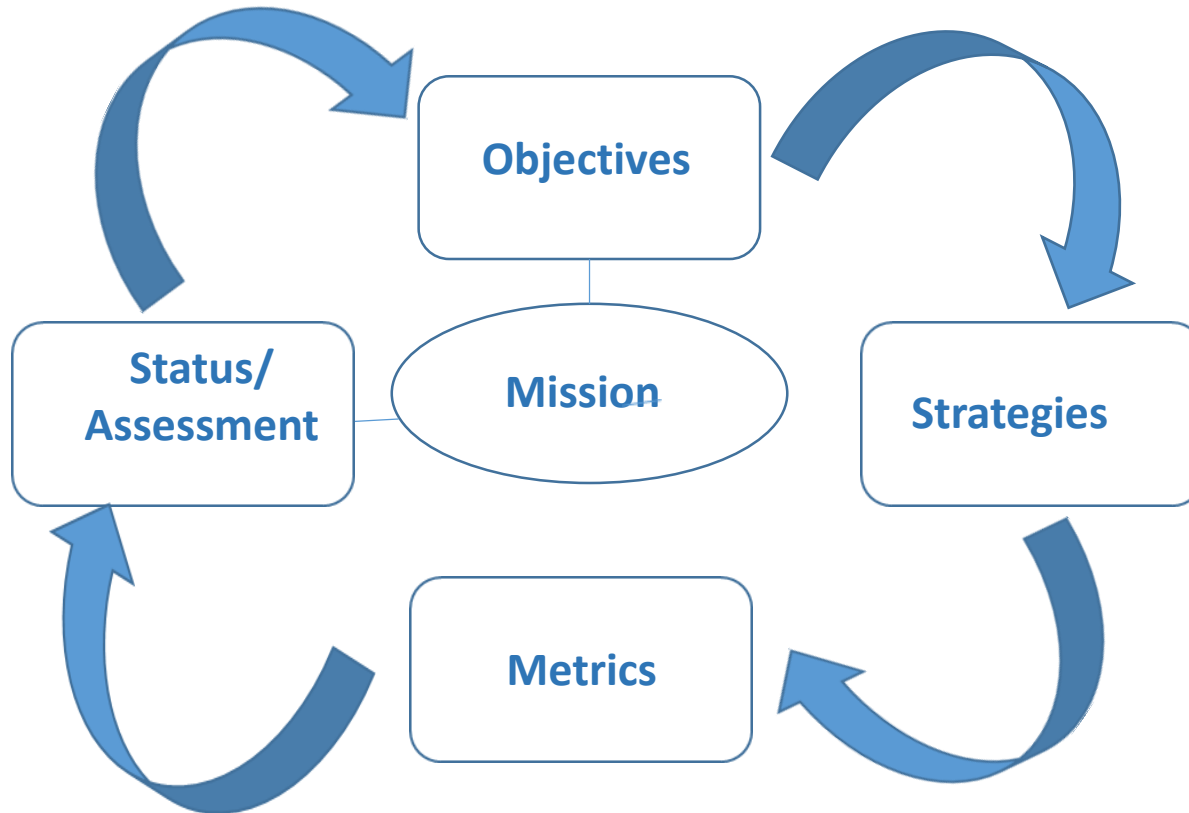 Objectives
Status/
Assessment
Mission
Strategies
Metrics